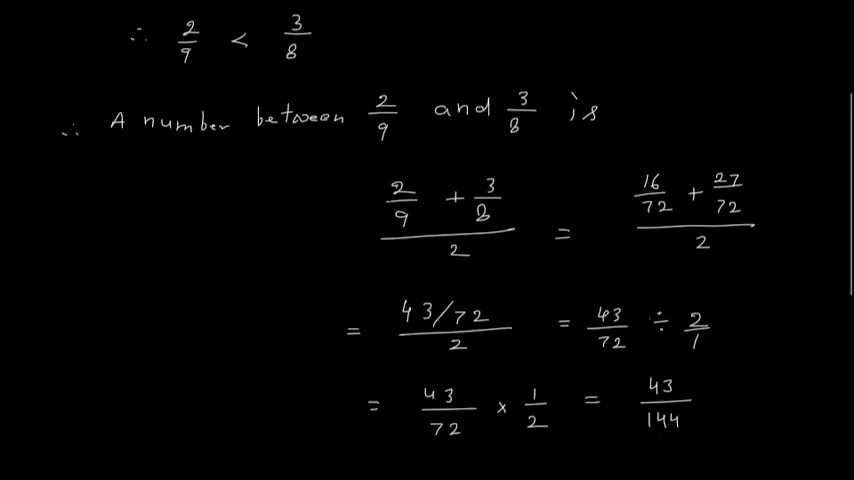 ∴ 2/9 < 3/8
∴ A number between 2/9 and 3/8 is
(2/9 + 3/8)/2 = (16/72 + 27/72)/2
= (43/72)/2 = 43/72 ÷ 2/1
= 43/72 × 1/2 = 43/144